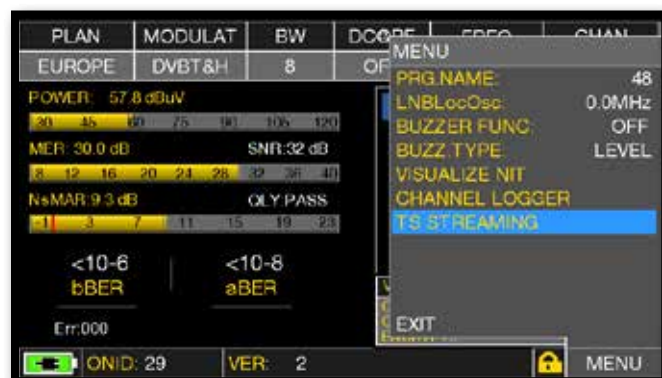 PLAN MODULAT BW
EUROPE DVBT&H 8
POWER: 57.8 dBuV
30 45 60 75 90 105 120
MER: 30.0 dB SNR:32 dB
8 12 16 20 24 28 32 36 40
NsMAR:9.3 dB QLY:PASS
-1 3 7 11 15 19 23
<10-6 <10-8
bBER aBER
Err:000
ONID: 29 VER: 2 MENU
MENU
PRG.NAME: 48
LNBLocOsc: 0.0MHz
BUZZER FUNC. OFF
BUZZ.TYPE LEVEL
VISUALIZE NIT
CHANNEL LOGGER
TS STREAMING
EXIT